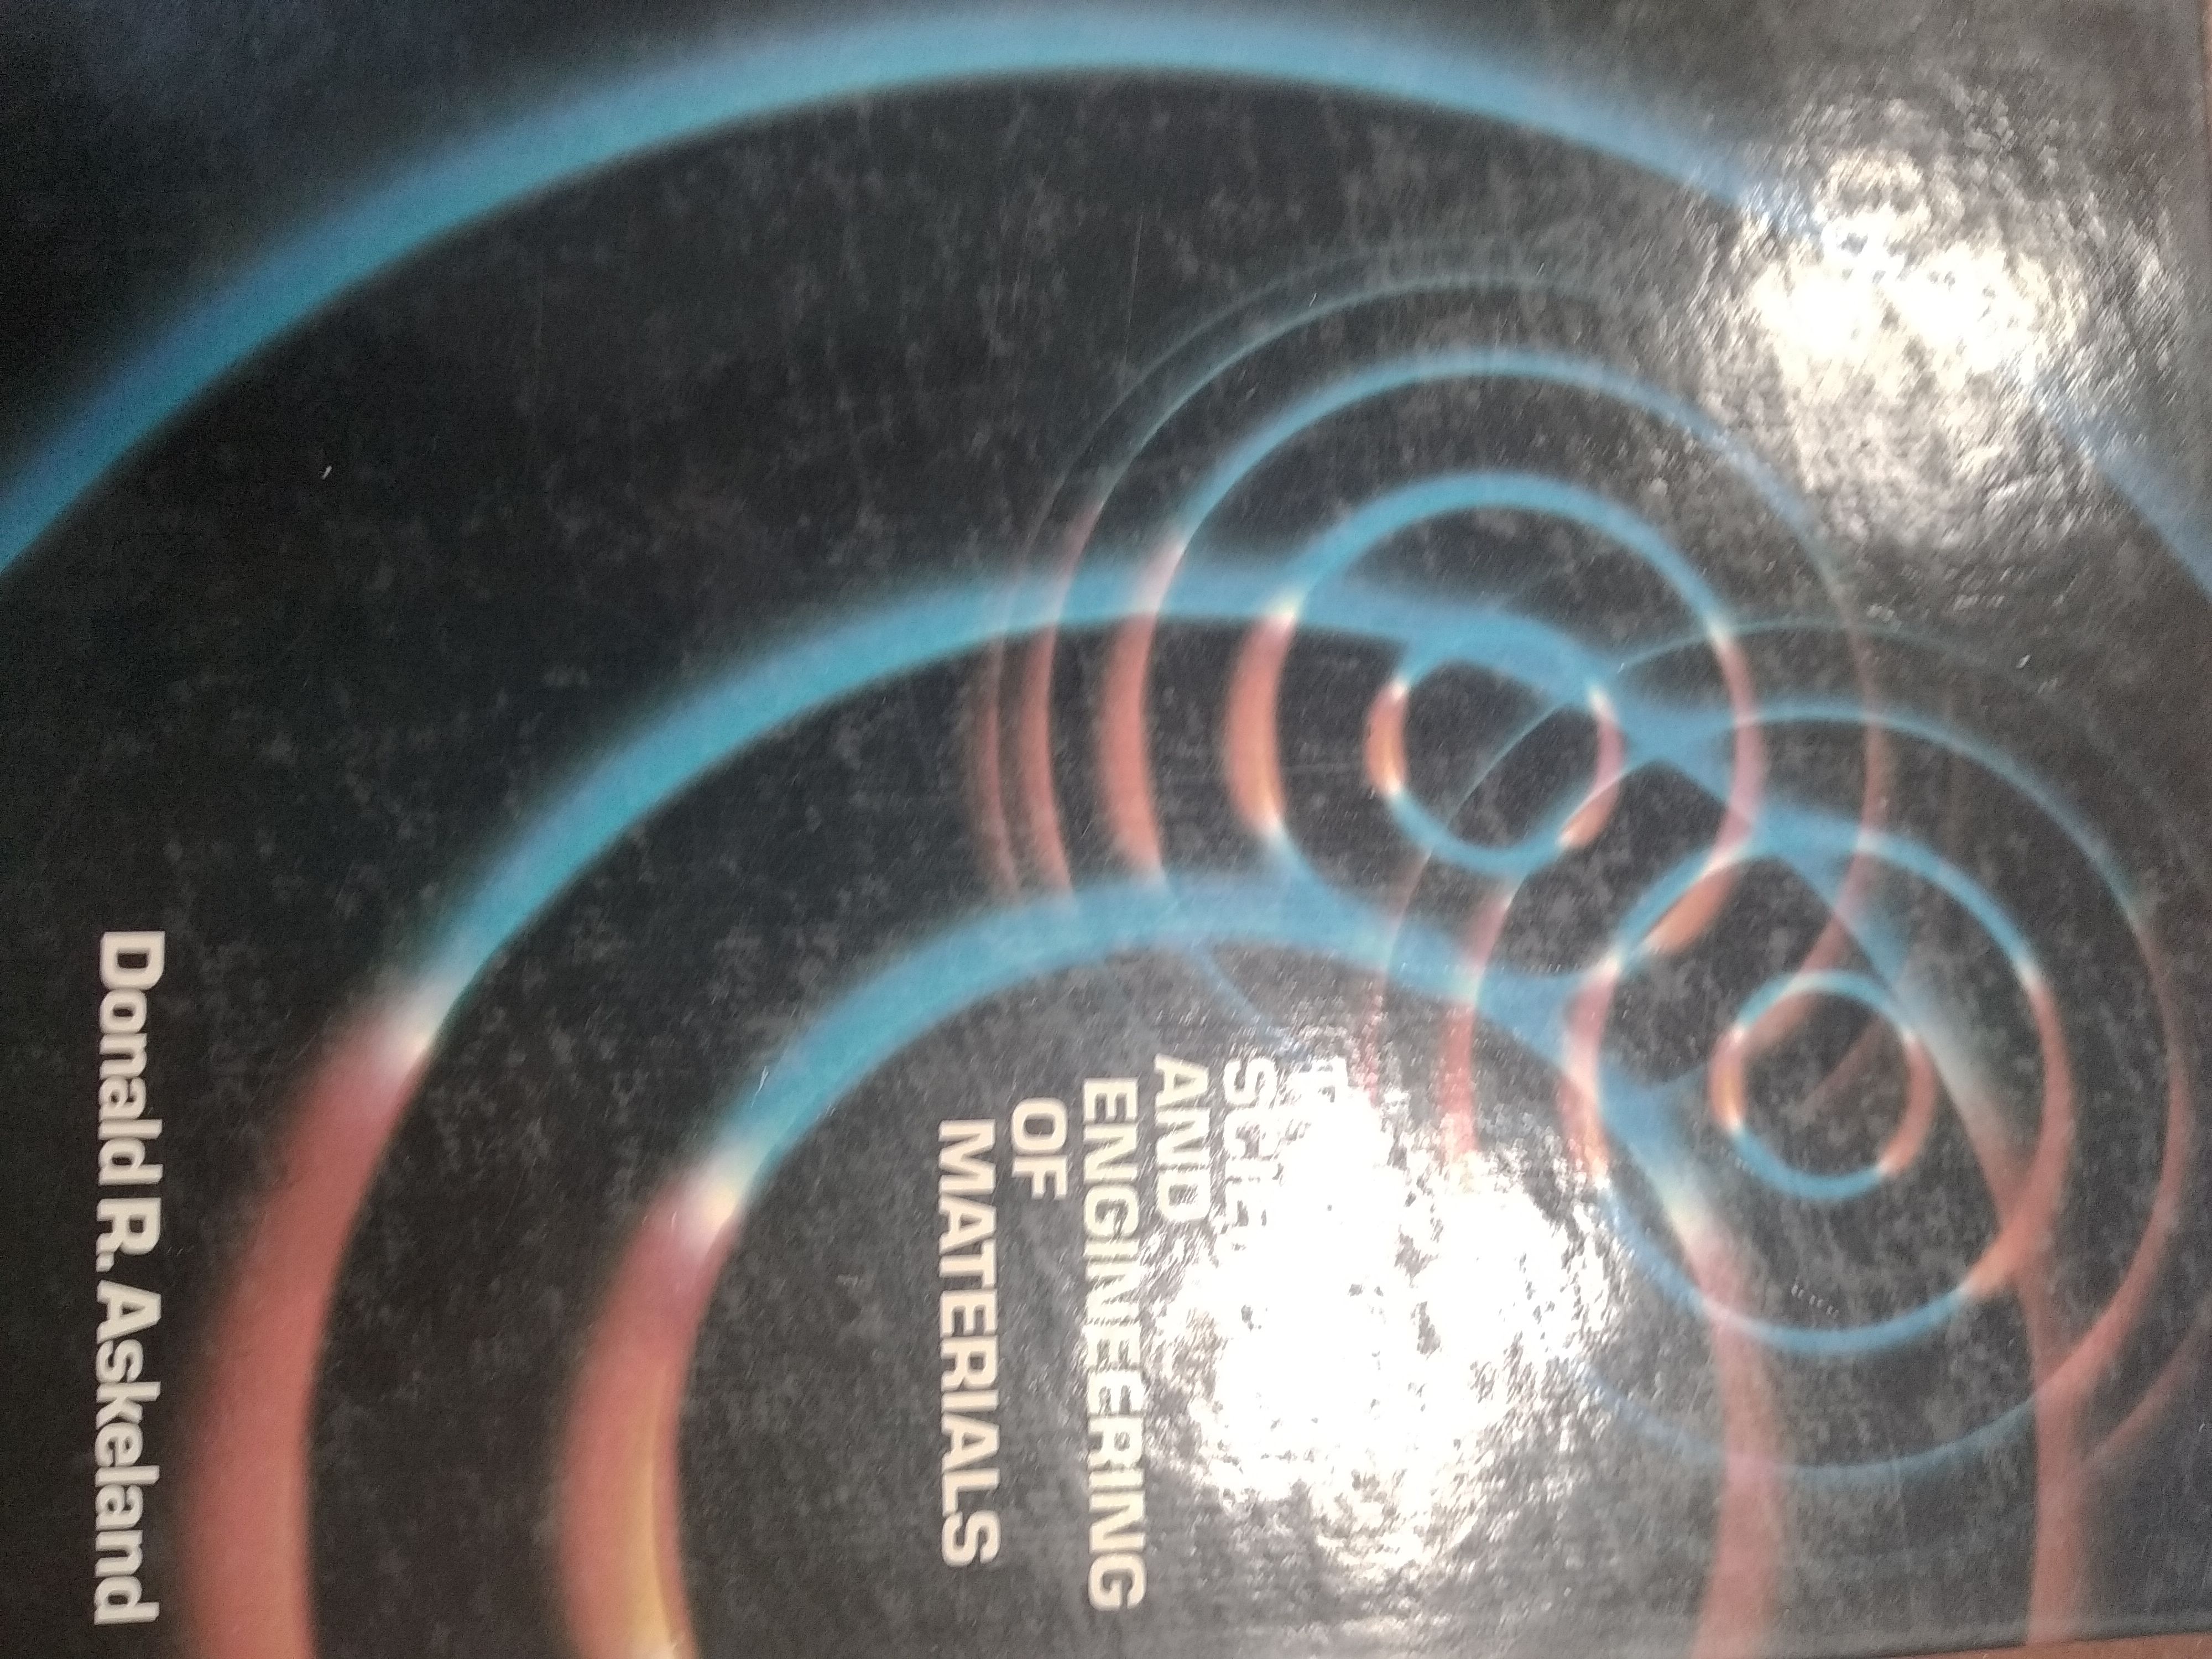 AND
ENGINEERING
OF
MATERIALS
Donald R. Askeland